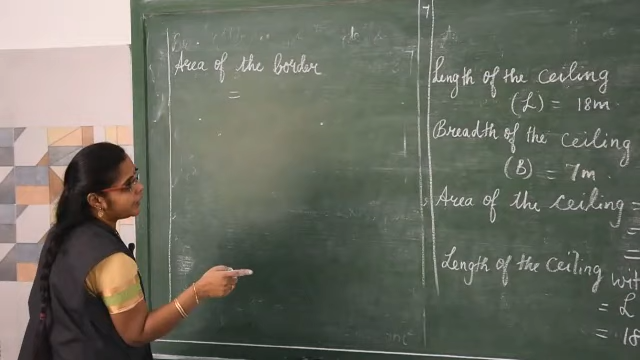 Area of the border
=
Length of the ceiling
(L) = 18m
Breadth of the ceiling
(B) = 7m.
Area of the ceiling =
=
=
Length of the ceiling wit
= L
= 18